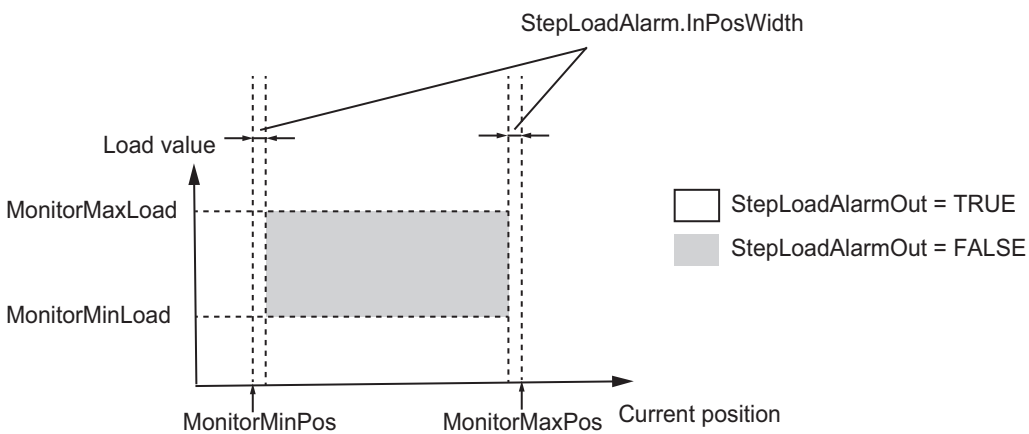 StepLoadAlarm.InPosWidth
Load value
MonitorMaxLoad
StepLoadAlarmOut = TRUE
StepLoadAlarmOut = FALSE
MonitorMinLoad
MonitorMinPos
MonitorMaxPos
Current position